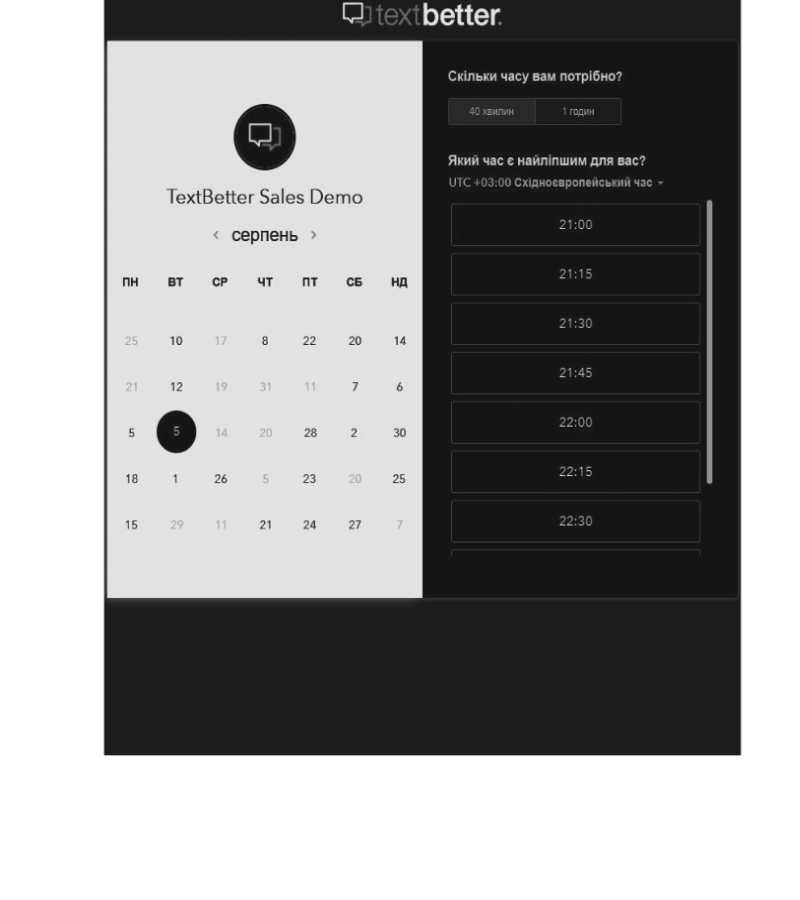 textbetter.
TextBetter Sales Demo
‹ серпень ›
ПН ВТ СР ЧТ ПТ СБ НД
25 10 17 8 22 20 14
21 12 19 31 11 7 6
5 5 14 20 28 2 30
18 1 26 5 23 20 25
15 29 11 21 24 27 7
Скільки часу вам потрібно?
40 хвилин 1 годин
Який час є найліпшим для вас?
UTC +03:00 Східноєвропейський час
21:00
21:15
21:30
21:45
22:00
22:15
22:30